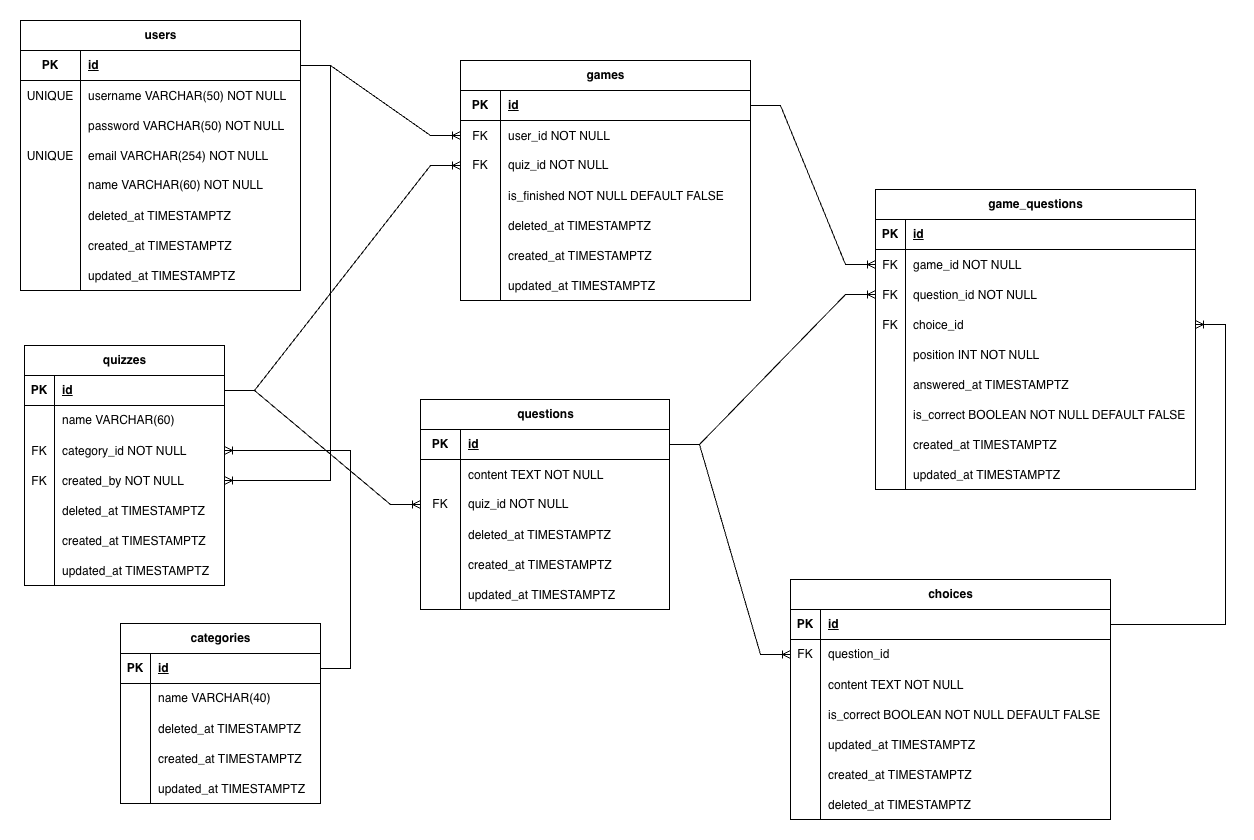 users
PK id
UNIQUE username VARCHAR(50) NOT NULL
password VARCHAR(50) NOT NULL
UNIQUE email VARCHAR(254) NOT NULL
name VARCHAR(60) NOT NULL
deleted_at TIMESTAMPTZ
created_at TIMESTAMPTZ
updated_at TIMESTAMPTZ
games
PK id
FK user_id NOT NULL
FK quiz_id NOT NULL
is_finished NOT NULL DEFAULT FALSE
deleted_at TIMESTAMPTZ
created_at TIMESTAMPTZ
updated_at TIMESTAMPTZ
game_questions
PK id
FK game_id NOT NULL
FK question_id NOT NULL
FK choice_id
position INT NOT NULL
answered_at TIMESTAMPTZ
is_correct BOOLEAN NOT NULL DEFAULT FALSE
created_at TIMESTAMPTZ
updated_at TIMESTAMPTZ
quizzes
PK id
name VARCHAR(60)
FK category_id NOT NULL
FK created_by NOT NULL
deleted_at TIMESTAMPTZ
created_at TIMESTAMPTZ
updated_at TIMESTAMPTZ
questions
PK id
content TEXT NOT NULL
FK quiz_id NOT NULL
deleted_at TIMESTAMPTZ
created_at TIMESTAMPTZ
updated_at TIMESTAMPTZ
categories
PK id
name VARCHAR(40)
deleted_at TIMESTAMPTZ
created_at TIMESTAMPTZ
updated_at TIMESTAMPTZ
choices
PK id
FK question_id
content TEXT NOT NULL
is_correct BOOLEAN NOT NULL DEFAULT FALSE
updated_at TIMESTAMPTZ
created_at TIMESTAMPTZ
deleted_at TIMESTAMPTZ